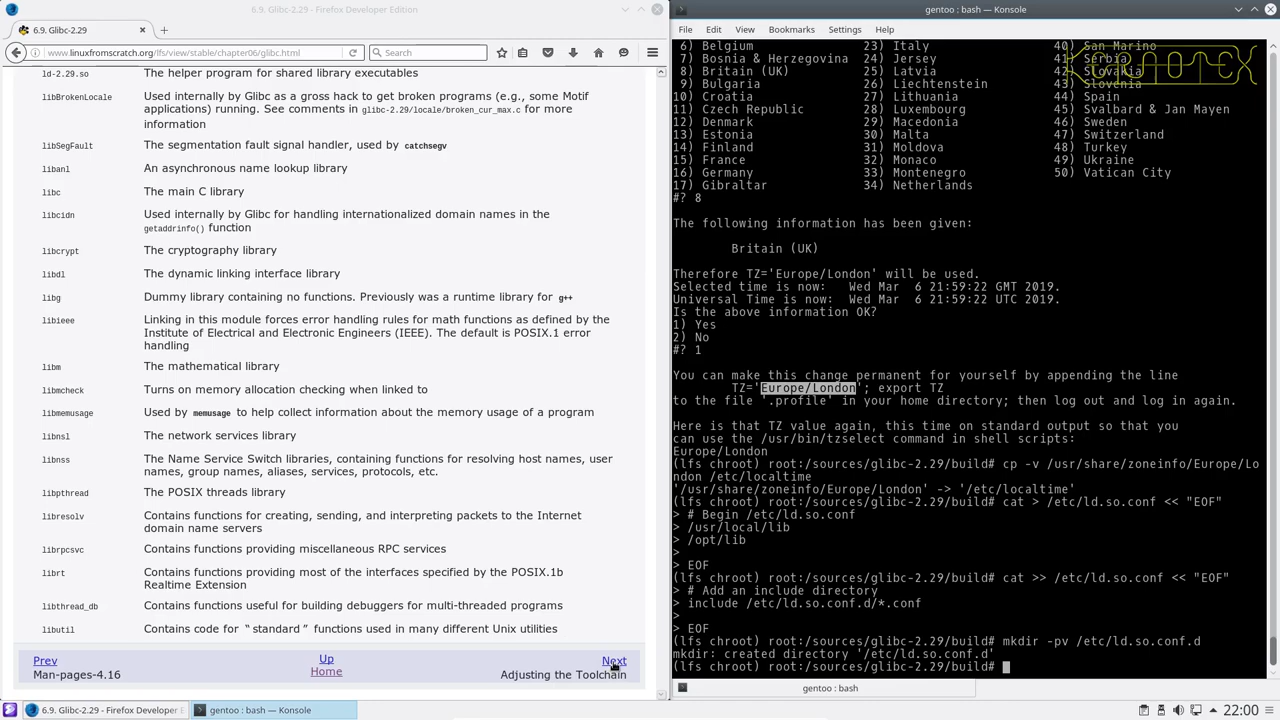 6.9. Glibc-2.29 - Firefox Developer Edition
6.9. Glibc-2.29
www.linuxfromscratch.org/lfs/view/stable/chapter06/glibc.html
Search
ld-2.29.so The helper program for shared library executables
libBrokenLocale Used internally by Glibc as a gross hack to get broken programs (e.g., some Motif
applications) running. See comments in glibc-2.29/locale/broken_cur_max.c for more
information
libSegFault The segmentation fault signal handler, used by catchsegv
libanl An asynchronous name lookup library
libc The main C library
libcidn Used internally by Glibc for handling internationalized domain names in the
getaddrinfo() function
libcrypt The cryptography library
libdl The dynamic linking interface library
libg Dummy library containing no functions. Previously was a runtime library for g++
libieee Linking in this module forces error handling rules for math functions as defined by the
Institute of Electrical and Electronic Engineers (IEEE). The default is POSIX.1 error
handling
libm The mathematical library
libmcheck Turns on memory allocation checking when linked to
libmemusage Used by memusage to help collect information about the memory usage of a program
libnsl The network services library
libnss The Name Service Switch libraries, containing functions for resolving host names, user
names, group names, aliases, services, protocols, etc.
libpthread The POSIX threads library
libresolv Contains functions for creating, sending, and interpreting packets to the Internet
domain name servers
librpcsvc Contains functions providing miscellaneous RPC services
librt Contains functions providing most of the interfaces specified by the POSIX.1b
Realtime Extension
libthread_db Contains functions useful for building debuggers for multi-threaded programs
libutil Contains code for “standard” functions used in many different Unix utilities
Prev Up Next
Man-pages-4.16 Home Adjusting the Toolchain
gentoo : bash — Konsole
File Edit View Bookmarks Settings Help
KERNOTEX
6) Belgium 23) Italy 40) San Marino
7) Bosnia & Herzegovina 24) Jersey 41) Serbia
8) Britain (UK) 25) Latvia 42) Slovakia
9) Bulgaria 26) Liechtenstein 43) Slovenia
10) Croatia 27) Lithuania 44) Spain
11) Czech Republic 28) Luxembourg 45) Svalbard & Jan Mayen
12) Denmark 29) Macedonia 46) Sweden
13) Estonia 30) Malta 47) Switzerland
14) Finland 31) Moldova 48) Turkey
15) France 32) Monaco 49) Ukraine
16) Germany 33) Montenegro 50) Vatican City
17) Gibraltar 34) Netherlands
#? 8
The following information has been given:
Britain (UK)
Therefore TZ='Europe/London' will be used.
Selected time is now: Wed Mar 6 21:59:22 GMT 2019.
Universal Time is now: Wed Mar 6 21:59:22 UTC 2019.
Is the above information OK?
1) Yes
2) No
#? 1
You can make this change permanent for yourself by appending the line
TZ='Europe/London'; export TZ
to the file '.profile' in your home directory; then log out and log in again.
Here is that TZ value again, this time on standard output so that you
can use the /usr/bin/tzselect command in shell scripts:
Europe/London
(lfs chroot) root:/sources/glibc-2.29/build# cp -v /usr/share/zoneinfo/Europe/Lo
ndon /etc/localtime
'/usr/share/zoneinfo/Europe/London' -> '/etc/localtime'
(lfs chroot) root:/sources/glibc-2.29/build# cat > /etc/ld.so.conf << "EOF"
> # Begin /etc/ld.so.conf
> /usr/local/lib
> /opt/lib
>
> EOF
(lfs chroot) root:/sources/glibc-2.29/build# cat >> /etc/ld.so.conf << "EOF"
> # Add an include directory
> include /etc/ld.so.conf.d/*.conf
>
> EOF
(lfs chroot) root:/sources/glibc-2.29/build# mkdir -pv /etc/ld.so.conf.d
mkdir: created directory '/etc/ld.so.conf.d'
(lfs chroot) root:/sources/glibc-2.29/build#
gentoo : bash
6.9. Glibc-2.29 - Firefox Developer E
gentoo : bash — Konsole
22:00